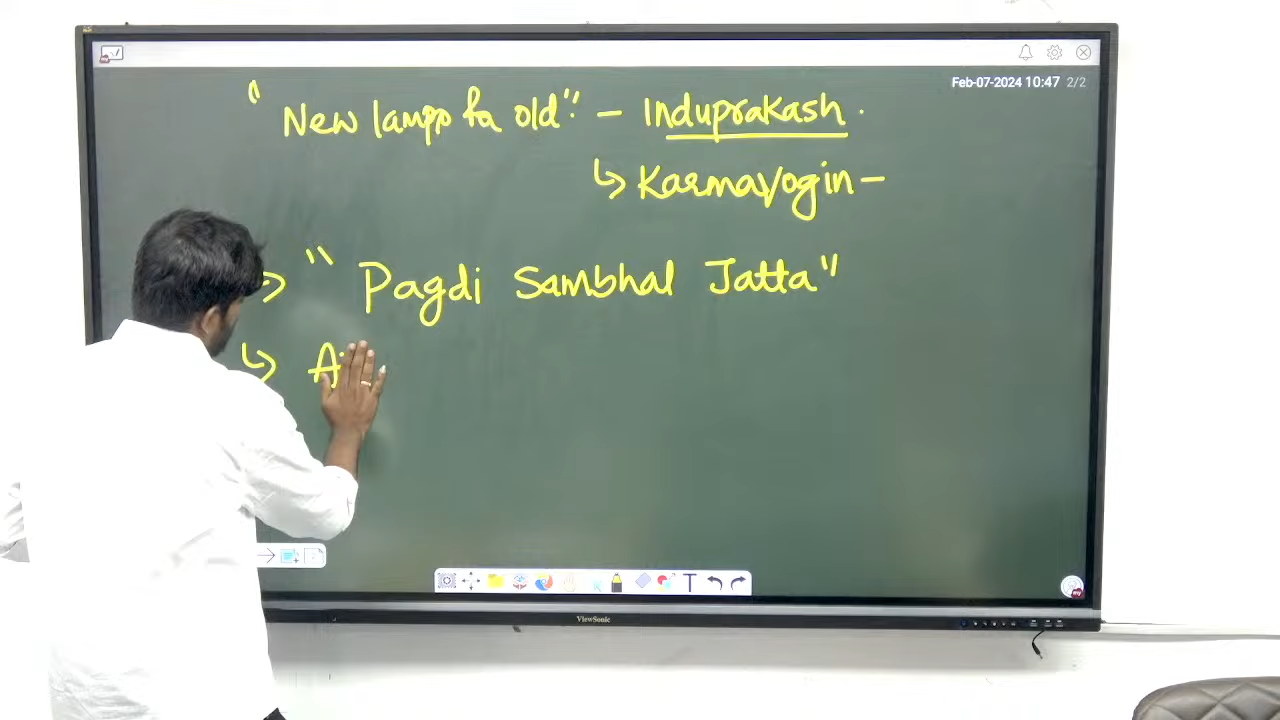 Feb-07-2024 10:47 2/2
" New lamps for old" - Induprakash.
↳ Karmayogin -
→ " Pagdi Sambhal Jatta"
↳ A
T
ViewSonic